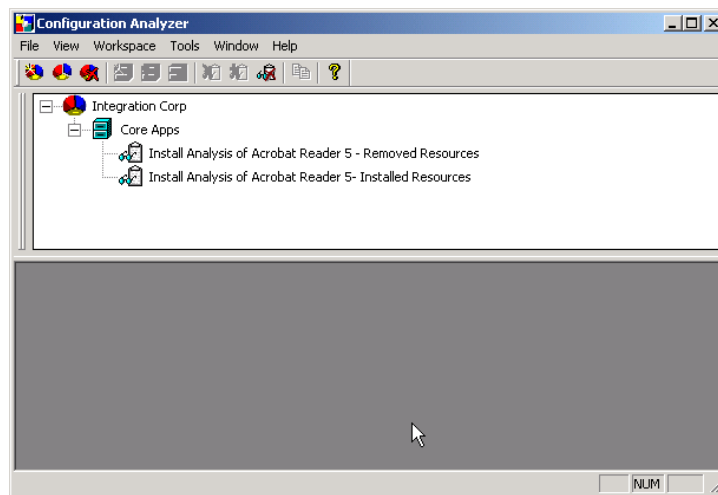 Configuration Analyzer
File View Workspace Tools Window Help
Integration Corp
Core Apps
Install Analysis of Acrobat Reader 5 - Removed Resources
Install Analysis of Acrobat Reader 5- Installed Resources
NUM